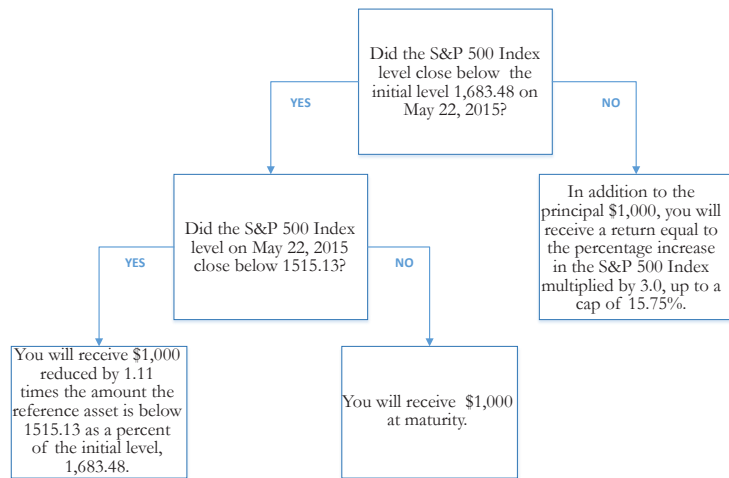 Did the S&P 500 Index
level close below the
initial level 1,683.48 on
May 22, 2015?
YES
NO
Did the S&P 500 Index
level on May 22, 2015
close below 1515.13?
In addition to the
principal $1,000, you will
receive a return equal to
the percentage increase
in the S&P 500 Index
multiplied by 3.0, up to a
cap of 15.75%.
YES
NO
You will receive $1,000
reduced by 1.11
times the amount the
reference asset is below
1515.13 as a percent
of the initial level,
1,683.48.
You will receive $1,000
at maturity.